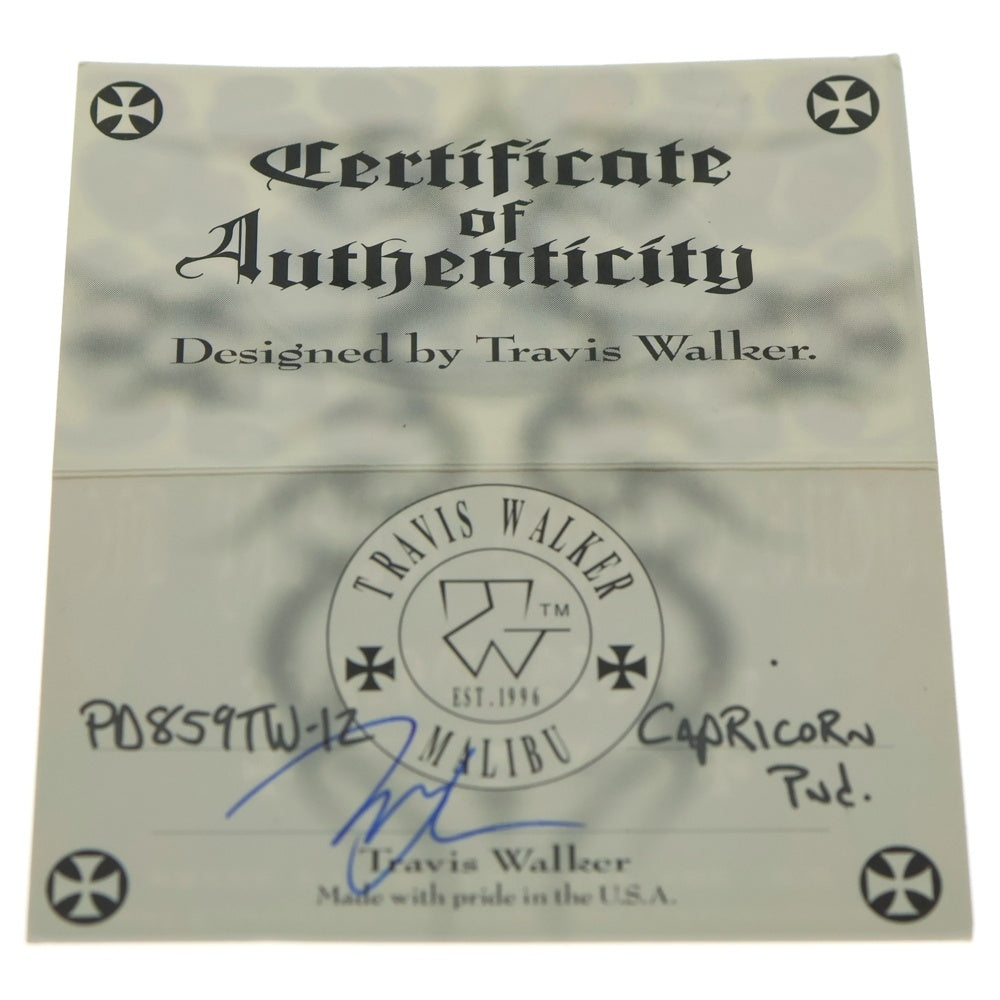 Certificate
of
Authenticity
Designed by Travis Walker.
TRAVIS WALKER
TM
EST. 1996
MALIBU
PD859TW-12
CAPRICORN
Pnd.
Travis Walker
Made with pride in the U.S.A.